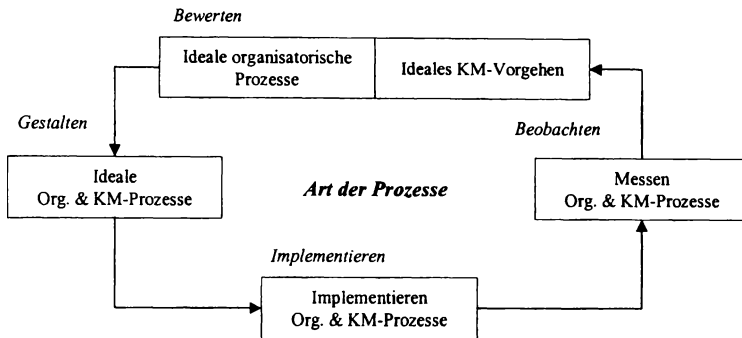 Bewerten
Ideale organisatorische
Prozesse
Ideales KM-Vorgehen
Gestalten
Beobachten
Ideale
Org. & KM-Prozesse
Art der Prozesse
Messen
Org. & KM-Prozesse
Implementieren
Implementieren
Org. & KM-Prozesse